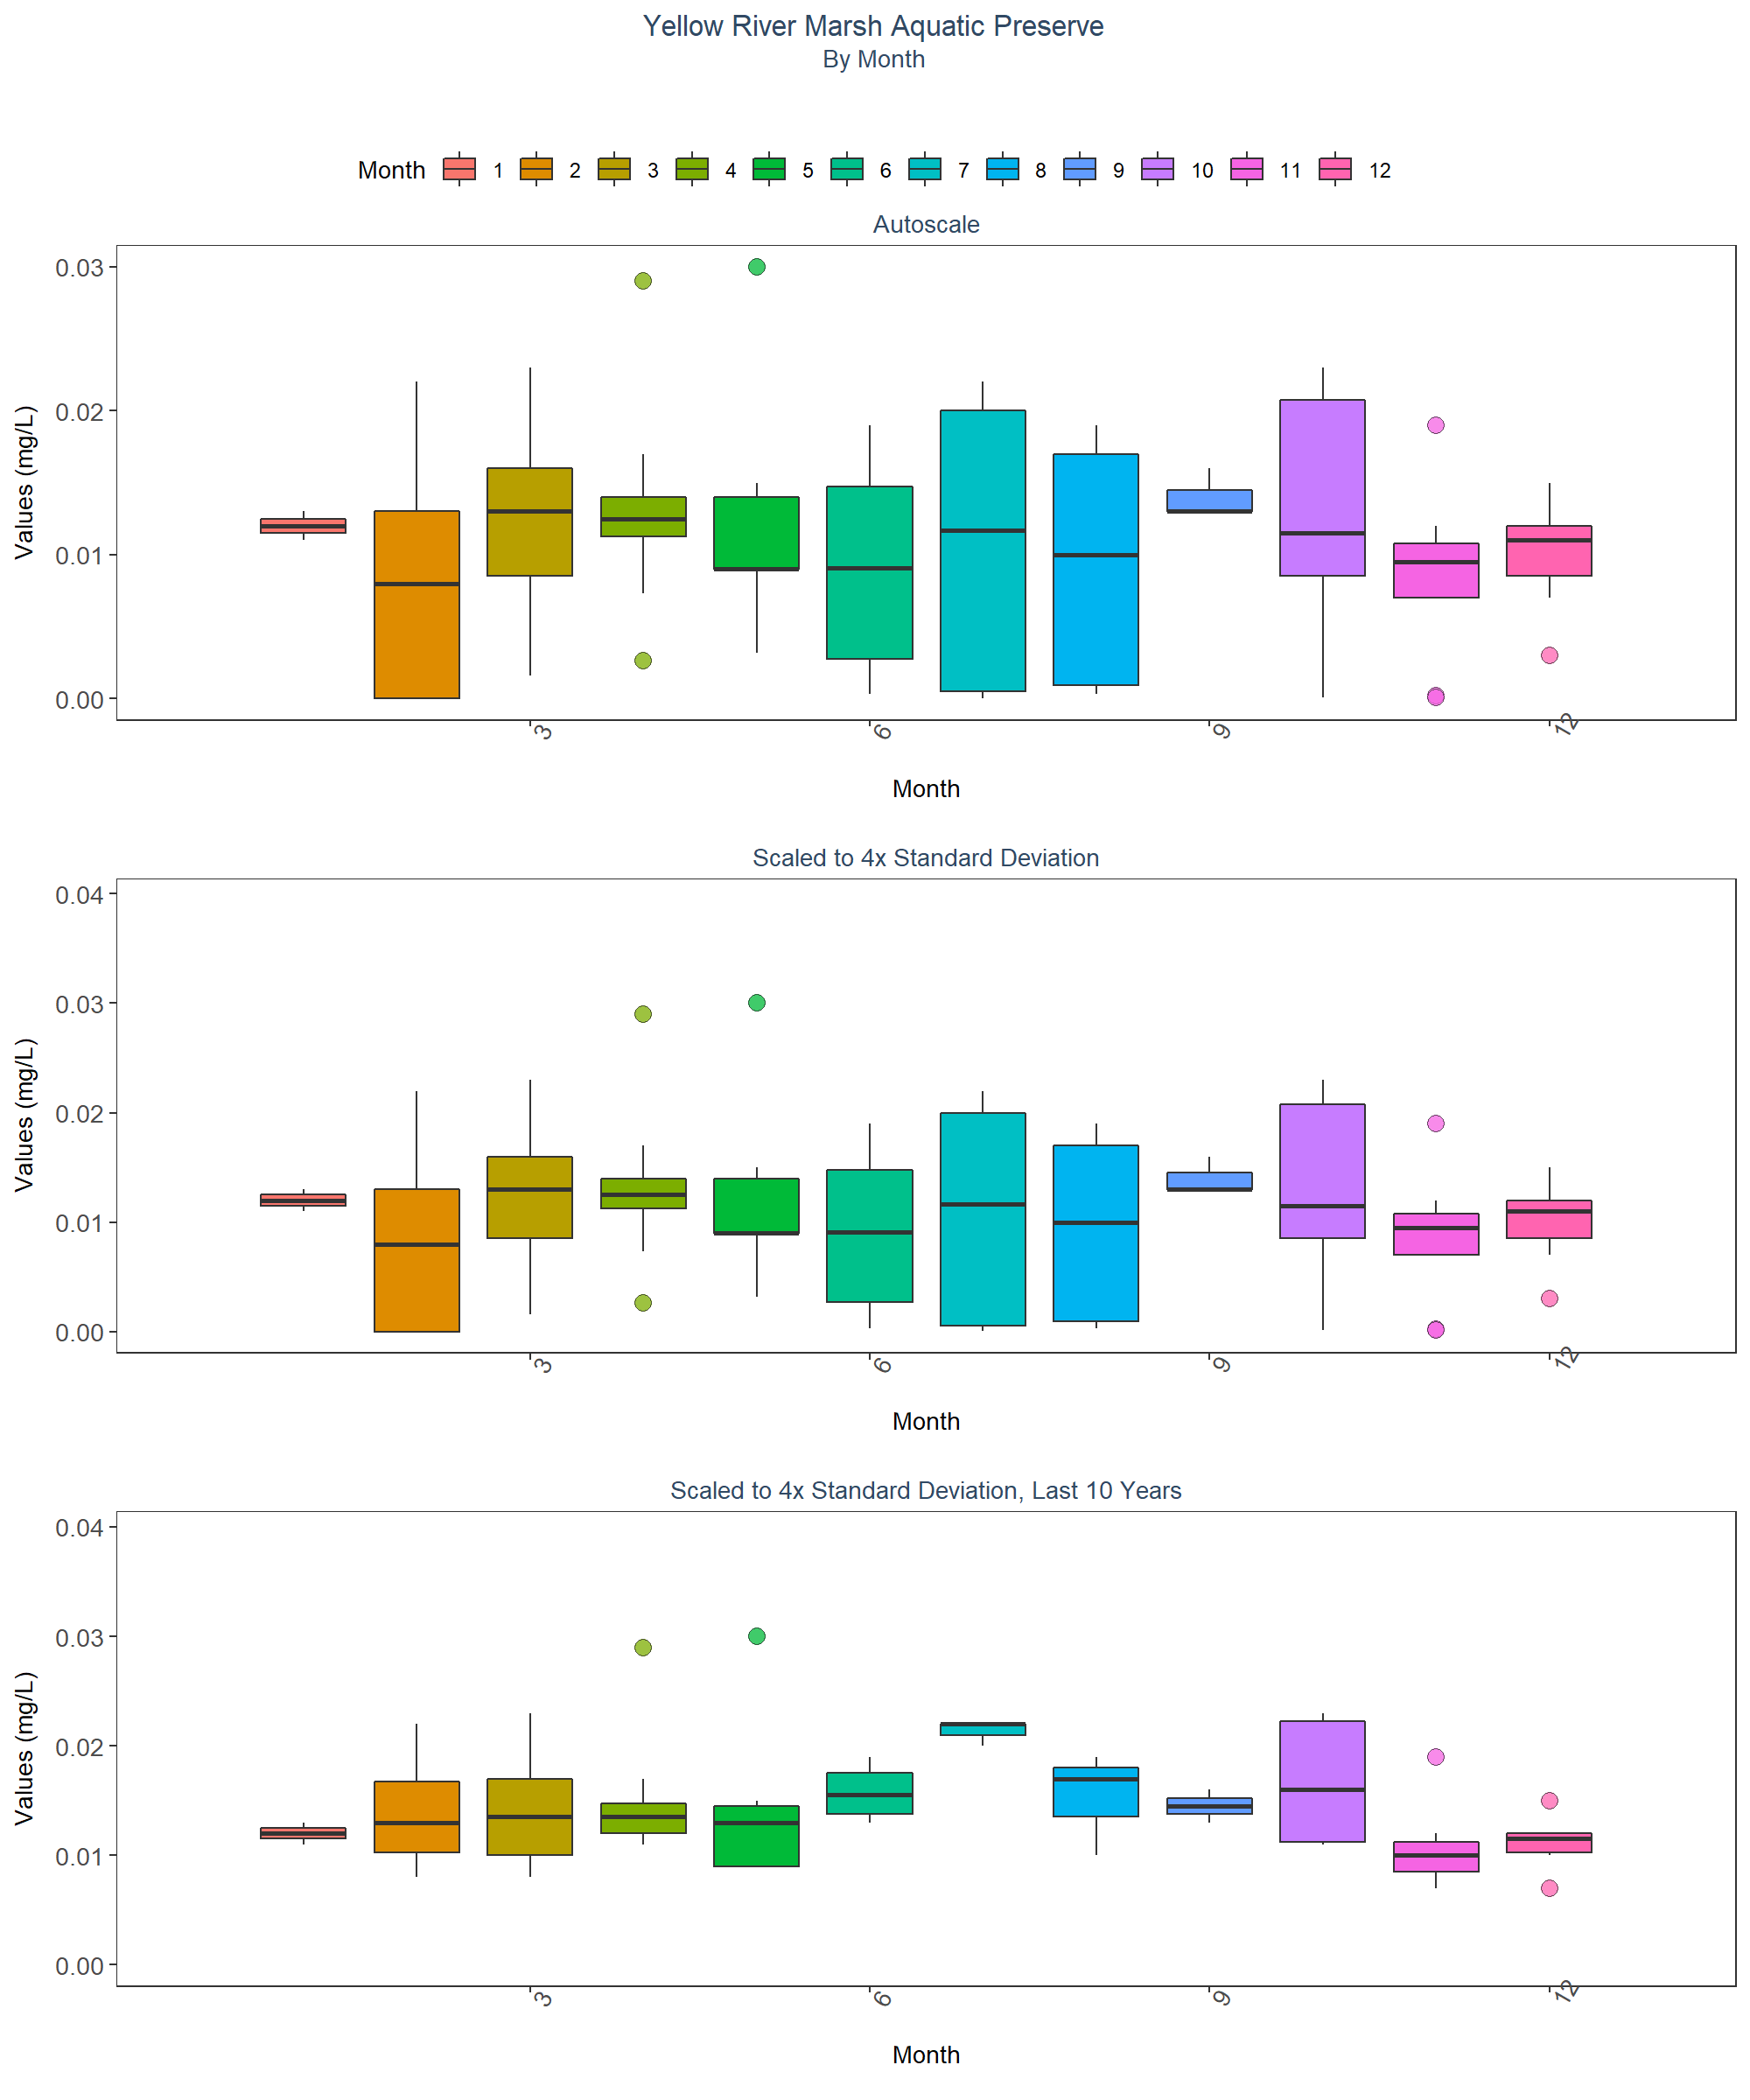 Yellow River Marsh Aquatic Preserve
By Month
Month 1 2 3 4 5 6 7 8 9 10 11 12
Autoscale
Values (mg/L)
0.03
0.02
0.01
0.00
3 6 9 12
Month
Scaled to 4x Standard Deviation
Values (mg/L)
0.04
0.03
0.02
0.01
0.00
3 6 9 12
Month
Scaled to 4x Standard Deviation, Last 10 Years
Values (mg/L)
0.04
0.03
0.02
0.01
0.00
3 6 9 12
Month